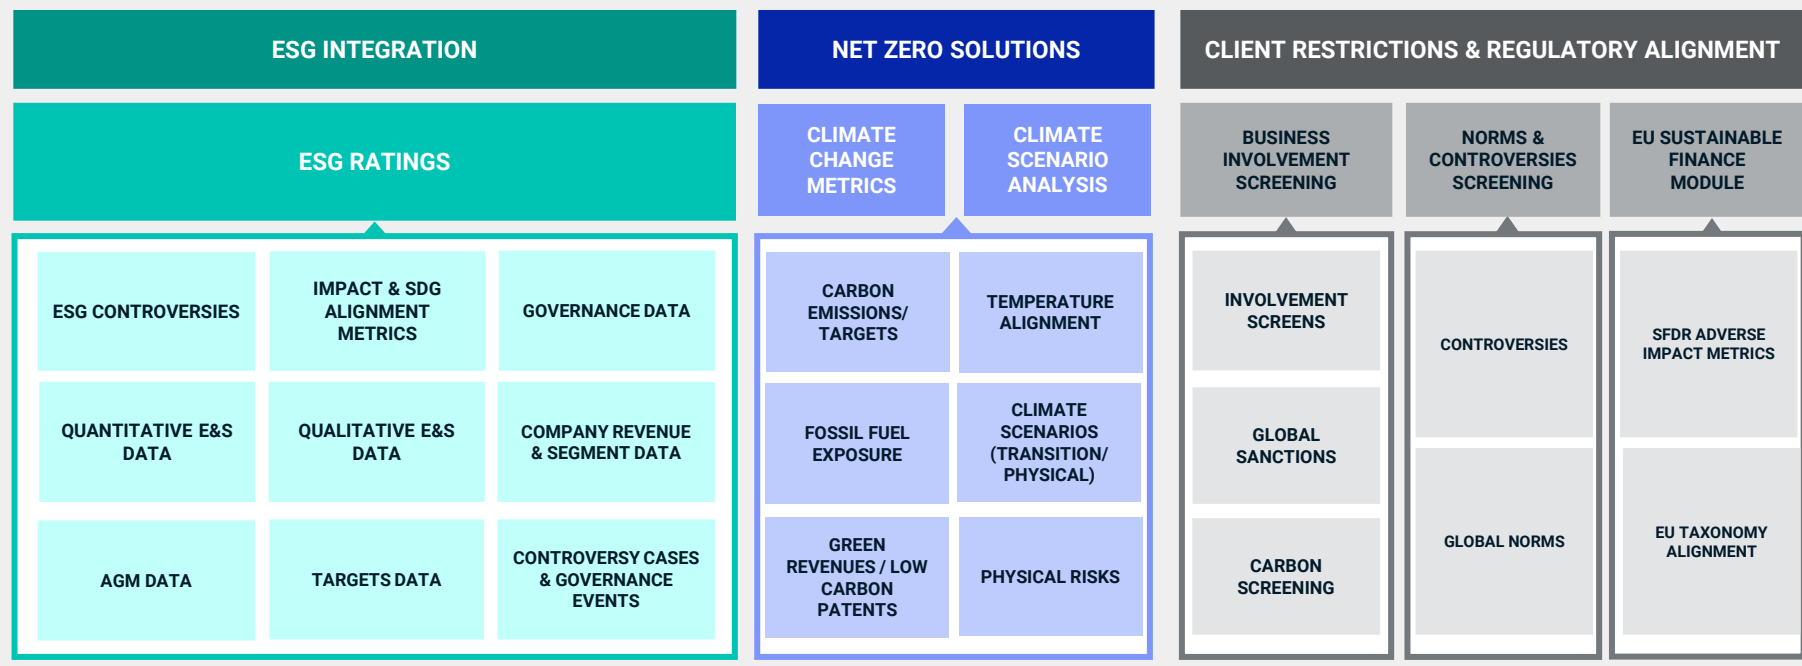 ESG INTEGRATION
ESG RATINGS
ESG CONTROVERSIES
IMPACT & SDG
ALIGNMENT
METRICS
GOVERNANCE DATA
QUANTITATIVE E&S
DATA
QUALITATIVE E&S
DATA
COMPANY REVENUE
& SEGMENT DATA
AGM DATA
TARGETS DATA
CONTROVERSY CASES
& GOVERNANCE
EVENTS
NET ZERO SOLUTIONS
CLIMATE
CHANGE
METRICS
CLIMATE
SCENARIO
ANALYSIS
CARBON
EMISSIONS/
TARGETS
TEMPERATURE
ALIGNMENT
FOSSIL FUEL
EXPOSURE
CLIMATE
SCENARIOS
(TRANSITION/
PHYSICAL)
GREEN
REVENUES / LOW
CARBON
PATENTS
PHYSICAL RISKS
CLIENT RESTRICTIONS & REGULATORY ALIGNMENT
BUSINESS
INVOLVEMENT
SCREENING
INVOLVEMENT
SCREENS
GLOBAL
SANCTIONS
CARBON
SCREENING
NORMS &
CONTROVERSIES
SCREENING
CONTROVERSIES
GLOBAL NORMS
EU SUSTAINABLE
FINANCE
MODULE
SFDR ADVERSE
IMPACT METRICS
EU TAXONOMY
ALIGNMENT